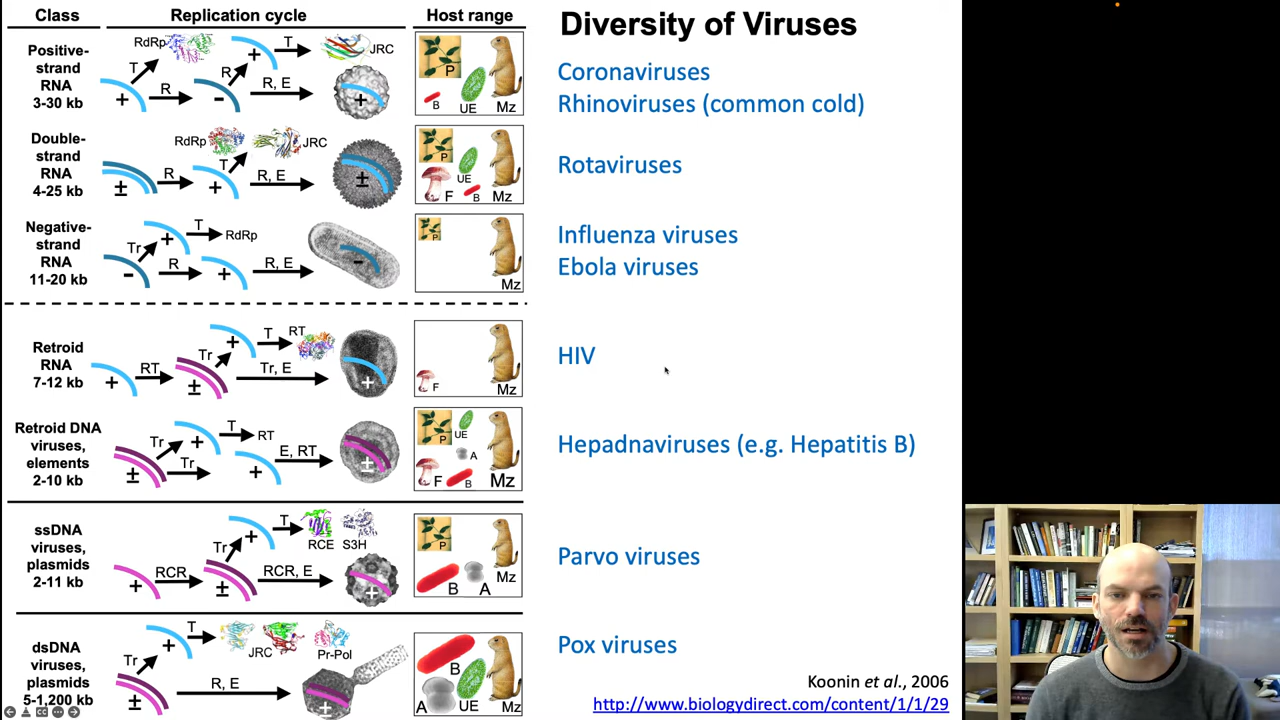 Class
Replication cycle
Host range
Diversity of Viruses
Positive-
strand
RNA
3-30 kb
RdRp
T
+
R
-
R
+
T
JRC
R, E
+
P
B
UE
Mz
Coronaviruses
Rhinoviruses (common cold)
Double-
strand
RNA
4-25 kb
±
R
+
RdRp
T
JRC
R, E
±
P
UE
F
B
Mz
Rotaviruses
Negative-
strand
RNA
11-20 kb
-
Tr
+
T
RdRp
R
+
R, E
-
P
Mz
Influenza viruses
Ebola viruses
Retroid
RNA
7-12 kb
+
RT
±
Tr
+
T
RT
Tr, E
+
F
Mz
HIV
Retroid DNA
viruses,
elements
2-10 kb
±
Tr
+
T
RT
Tr
+
E, RT
±
P
UE
A
F
B
Mz
Hepadnaviruses (e.g. Hepatitis B)
ssDNA
viruses,
plasmids
2-11 kb
+
RCR
±
Tr
+
T
RCE
S3H
RCR, E
+
P
B
A
Mz
Parvo viruses
dsDNA
viruses,
plasmids
5-1,200 kb
±
Tr
+
T
JRC
Pr-Pol
R, E
+
B
A
UE
Mz
Pox viruses
Koonin et al., 2006
http://www.biologydirect.com/content/1/1/29